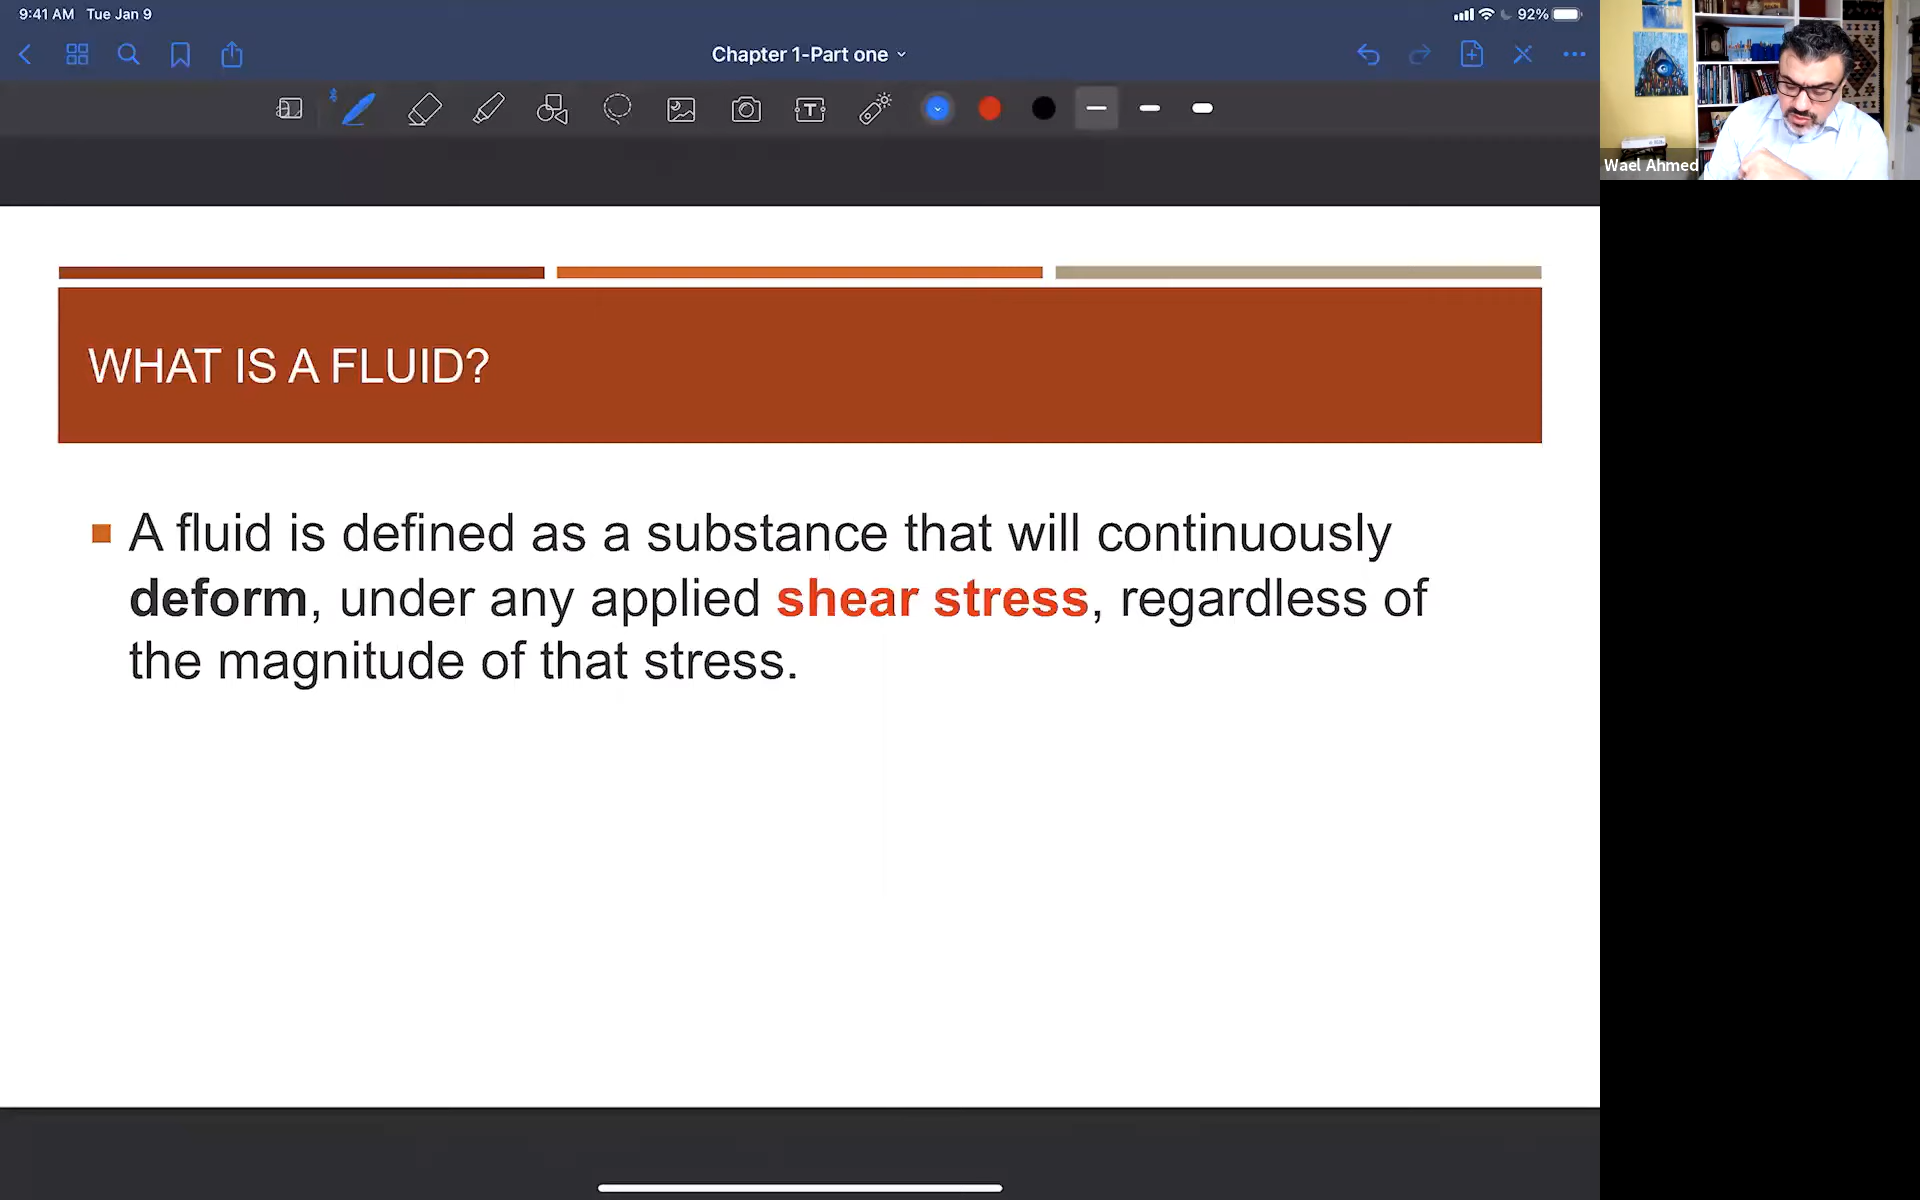 9:41 AM Tue Jan 9
92%
Chapter 1-Part one
T
Wael Ahmed
WHAT IS A FLUID?
A fluid is defined as a substance that will continuously
deform, under any applied shear stress, regardless of
the magnitude of that stress.